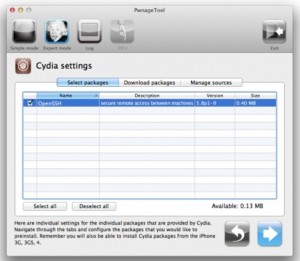 PwnageTool
Simple mode
Expert mode
Log
Exit
Cydia settings
Select packages
Download packages
Manage sources
Name
Description
Version
Size
OpenSSH
secure remote access between machines
5.8p1-9
0.40 MB
Select all
Deselect all
Available: 0.13 MB
Here are individual settings for the individual packages that are provided by Cydia.
Navigate through the tabs and configure the packages that you would like to
preinstall. Remember you will also be able to install Cydia packages from the iPhone
3G, 3GS, 4.